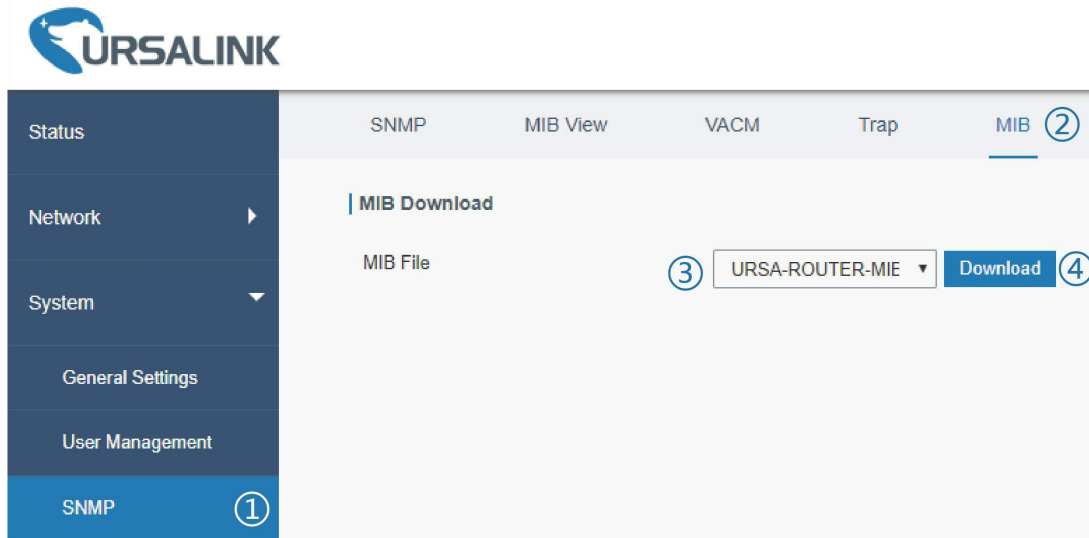 URSALINK
Status
Network
System
General Settings
User Management
SNMP ①
SNMP MIB View VACM Trap MIB ②
MIB Download
MIB File ③ URSA-ROUTER-MIE Download ④